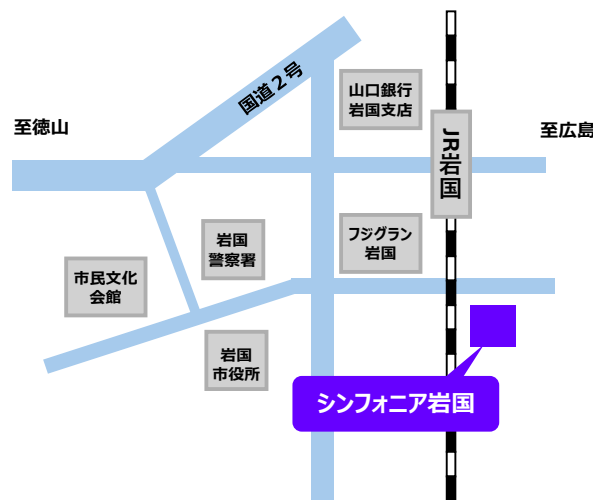 国道２号
山口銀行
岩国支店
至徳山
至広島
JR岩国
岩国
警察署
フジグラン
岩国
市民文化
会館
岩国
市役所
シンフォニア岩国